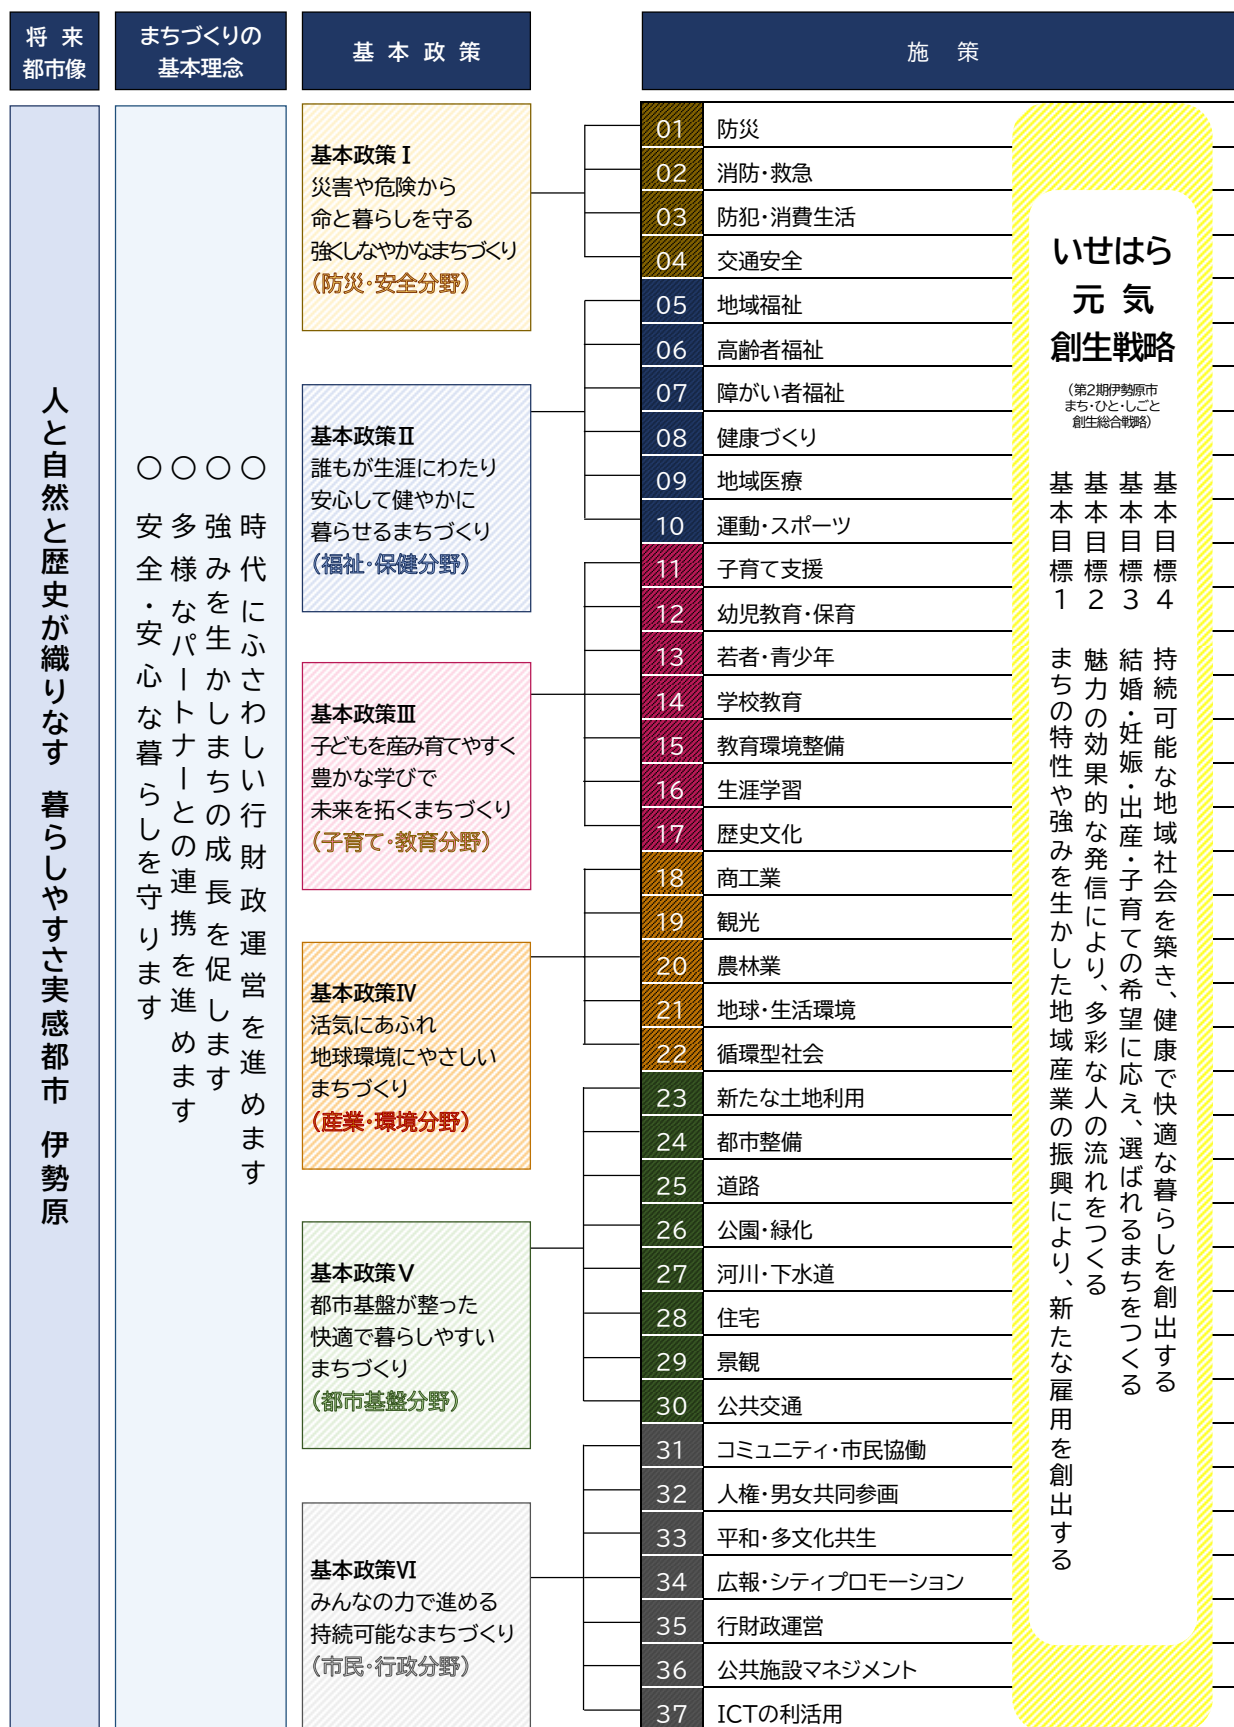 将来
都市像
まちづくりの
基本理念
基本政策
施策
人と自然と歴史が織りなす 暮らしやすさ実感都市 伊勢原
○ 時代にふさわしい行財政運営を進めます
○ 強みを生かしまちの成長を促します
○ 多様なパートナーとの連携を進めます
○ 安全・安心な暮らしを守ります
基本政策Ⅰ
災害や危険から
命と暮らしを守る
強くしなやかなまちづくり
(防災・安全分野)
基本政策Ⅱ
誰もが生涯にわたり
安心して健やかに
暮らせるまちづくり
(福祉・保健分野)
基本政策Ⅲ
子どもを産み育てやすく
豊かな学びで
未来を拓くまちづくり
(子育て・教育分野)
基本政策Ⅳ
活気にあふれ
地球環境にやさしい
まちづくり
(産業・環境分野)
基本政策Ⅴ
都市基盤が整った
快適で暮らしやすい
まちづくり
(都市基盤分野)
基本政策Ⅵ
みんなの力で進める
持続可能なまちづくり
(市民・行政分野)
01 防災
02 消防・救急
03 防犯・消費生活
04 交通安全
05 地域福祉
06 高齢者福祉
07 障がい者福祉
08 健康づくり
09 地域医療
10 運動・スポーツ
11 子育て支援
12 幼児教育・保育
13 若者・青少年
14 学校教育
15 教育環境整備
16 生涯学習
17 歴史文化
18 商工業
19 観光
20 農林業
21 地球・生活環境
22 循環型社会
23 新たな土地利用
24 都市整備
25 道路
26 公園・緑化
27 河川・下水道
28 住宅
29 景観
30 公共交通
31 コミュニティ・市民協働
32 人権・男女共同参画
33 平和・多文化共生
34 広報・シティプロモーション
35 行財政運営
36 公共施設マネジメント
37 ICTの利活用
いせはら
元気
創生戦略
(第2期伊勢原市
まち・ひと・しごと
創生総合戦略)
基本目標4 持続可能な地域社会を築き、健康で快適な暮らしを創出する
基本目標3 結婚・妊娠・出産・子育ての希望に応え、選ばれるまちをつくる
基本目標2 魅力の効果的な発信により、多彩な人の流れをつくる
基本目標1 まちの特性や強みを生かした地域産業の振興により、新たな雇用を創出する